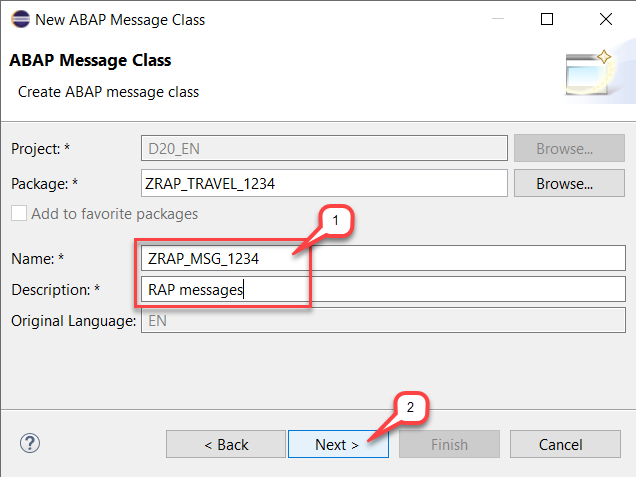 New ABAP Message Class
ABAP Message Class
Create ABAP message class
Project: * D20_EN Browse...
Package: * ZRAP_TRAVEL_1234 Browse...
Add to favorite packages
1
Name: * ZRAP_MSG_1234
Description: * RAP messages
Original Language: EN
2
? < Back Next > Finish Cancel